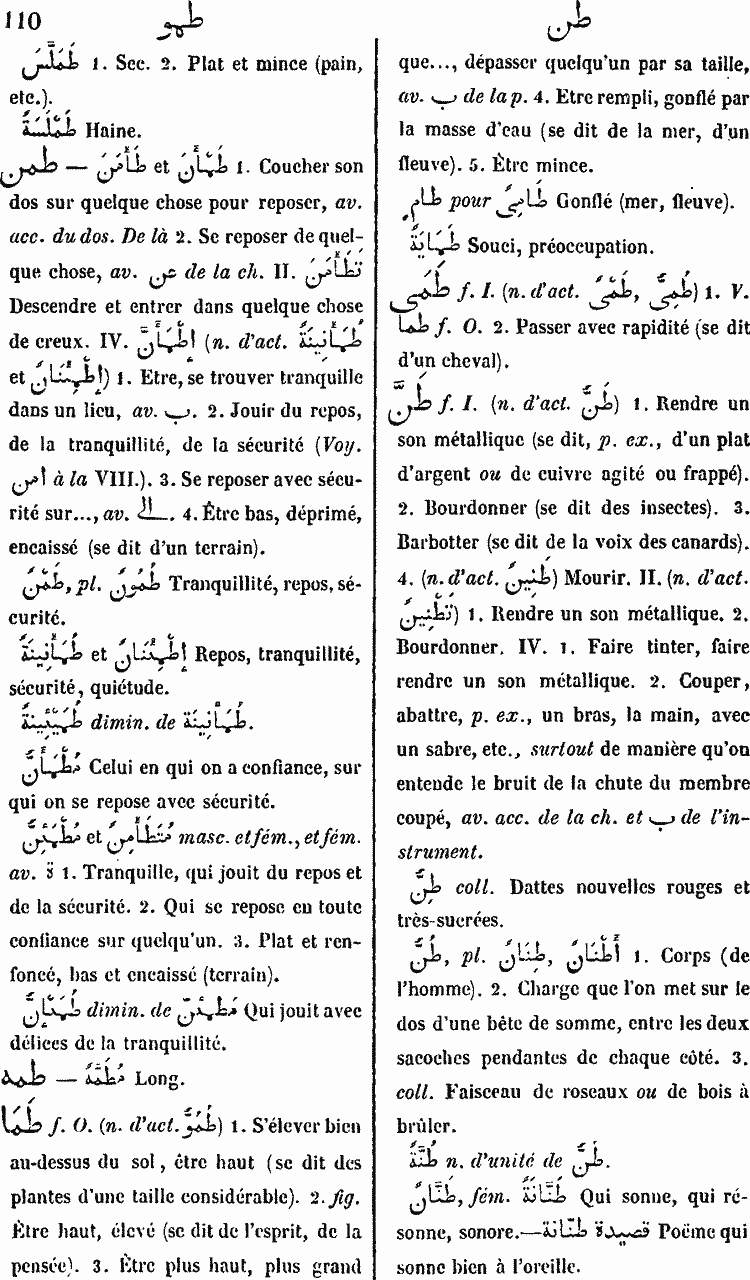 110 طهو طن
طَمَلَّسٌ 1. Sec. 2. Plat et mince (pain,
etc.).
طَمْلَسَةٌ Haine.
طمن — طَأْمَنَ et طَمْأَنَ 1. Coucher son
dos sur quelque chose pour reposer, av.
acc. du dos. De là 2. Se reposer de quel-
que chose, av. عن de la ch. II. تَطَأْمَنَ
Descendre et entrer dans quelque chose
de creux. IV. إِطْمَأَنَّ (n. d'act. طُمَأْنِينَةٌ
et إِطْمِئْنَانٌ) 1. Etre, se trouver tranquille
dans un lieu, av. ب. 2. Jouir du repos,
de la tranquillité, de la sécurité (Voy.
أمن à la VIII.). 3. Se reposer avec sécu-
rité sur..., av. إلى. 4. Être bas, déprimé,
encaissé (se dit d'un terrain).
طَمْنٌ, pl. طُمُونٌ Tranquillité, repos, sé-
curité.
طُمَأْنِينَةٌ et إِطْمِئْنَانٌ Repos, tranquillité,
sécurité, quiétude.
طُمَيْئِينَةٌ dimin. de طُمَأْنِينَة.
مُطْمَأَنٌّ Celui en qui on a confiance, sur
qui on se repose avec sécurité.
مُطْمَئِنٌّ et مُتَطَأْمِنٌ masc. et fém., et fém.
av. ة 1. Tranquille, qui jouit du repos et
de la sécurité. 2. Qui se repose en toute
confiance sur quelqu'un. 3. Plat et ren-
foncé, bas et encaissé (terrain).
dimin. de مُطْمَئِنّ Qui jouit avec
délices de la tranquillité.
طمه — مُطَمَّهٌ Long.
طَمَا f. O. (n. d'act. طُمُوٌّ) 1. S'élever bien
au-dessus du sol, être haut (se dit des
plantes d'une taille considérable). 2. fig.
Être haut, élevé (se dit de l'esprit, de la
pensée). 3. Être plus haut, plus grand
que..., dépasser quelqu'un par sa taille,
av. ب de la p. 4. Etre rempli, gonflé par
la masse d'eau (se dit de la mer, d'un
fleuve). 5. Être mince.
طَامٍ pour طَامِىٌ Gonflé (mer, fleuve).
طَمَايَةٌ Souci, préoccupation.
طَمَى f. I. (n. d'act. طَمْىٌ, طُمِىٌّ) 1. V.
طما f. O. 2. Passer avec rapidité (se dit
d'un cheval).
طَنَّ f. I. (n. d'act. طَنٌّ) 1. Rendre un
son métallique (se dit, p. ex., d'un plat
d'argent ou de cuivre agité ou frappé).
2. Bourdonner (se dit des insectes). 3.
Barbotter (se dit de la voix des canards).
4. (n. d'act. طَنِينٌ) Mourir. II. (n. d'act.
تَطْنِينٌ) 1. Rendre un son métallique. 2.
Bourdonner. IV. 1. Faire tinter, faire
rendre un son métallique. 2. Couper,
abattre, p. ex., un bras, la main, avec
un sabre, etc., surtout de manière qu'on
entende le bruit de la chute du membre
coupé, av. acc. de la ch. et ب de l'in-
strument.
طُنٌّ coll. Dattes nouvelles rouges et
très-sucrées.
طُنٌّ, pl. طِنَانٌ, أَطْنَانٌ 1. Corps (de
l'homme). 2. Charge que l'on met sur le
dos d'une bête de somme, entre les deux
sacoches pendantes de chaque côté. 3.
coll. Faisceau de roseaux ou de bois à
brûler.
طُنَّةٌ n. d'unité de طُنٌّ.
طَنَّانٌ, fém. طَنَّانَةٌ Qui sonne, qui ré-
sonne, sonore.— قصيدة طنّانة Poëme qui
sonne bien à l'oreille.